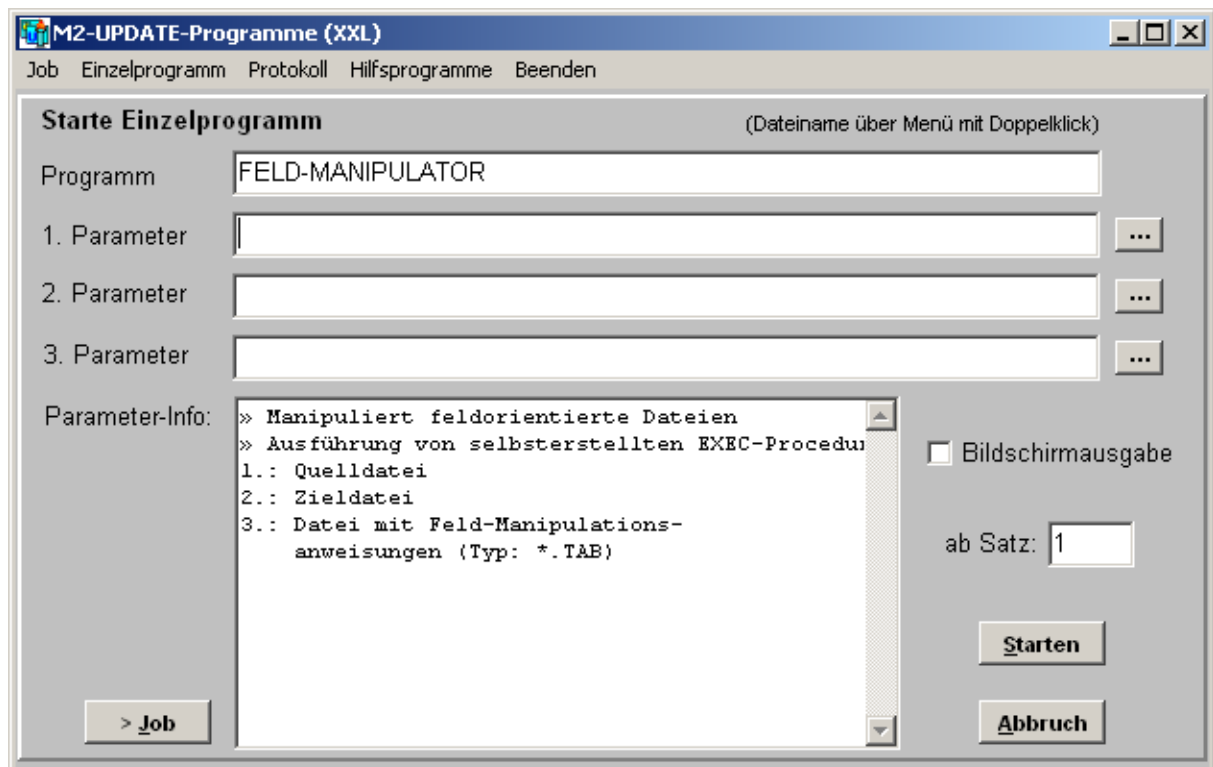 M2-UPDATE-Programme (XXL)
Job Einzelprogramm Protokoll Hilfsprogramme Beenden
Starte Einzelprogramm (Dateiname über Menü mit Doppelklick)
Programm FELD-MANIPULATOR
1. Parameter ...
2. Parameter ...
3. Parameter ...
Parameter-Info:
» Manipuliert feldorientierte Dateien
» Ausführung von selbsterstellten EXEC-Procedur
1.: Quelldatei
2.: Zieldatei
3.: Datei mit Feld-Manipulations-
anweisungen (Typ: *.TAB)
Bildschirmausgabe
ab Satz: 1
Starten
> Job
Abbruch